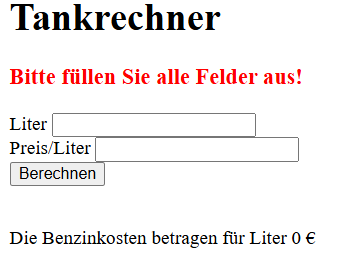 Tankrechner
Bitte füllen Sie alle Felder aus!
Liter
Preis/Liter
Berechnen
Die Benzinkosten betragen für Liter 0 €